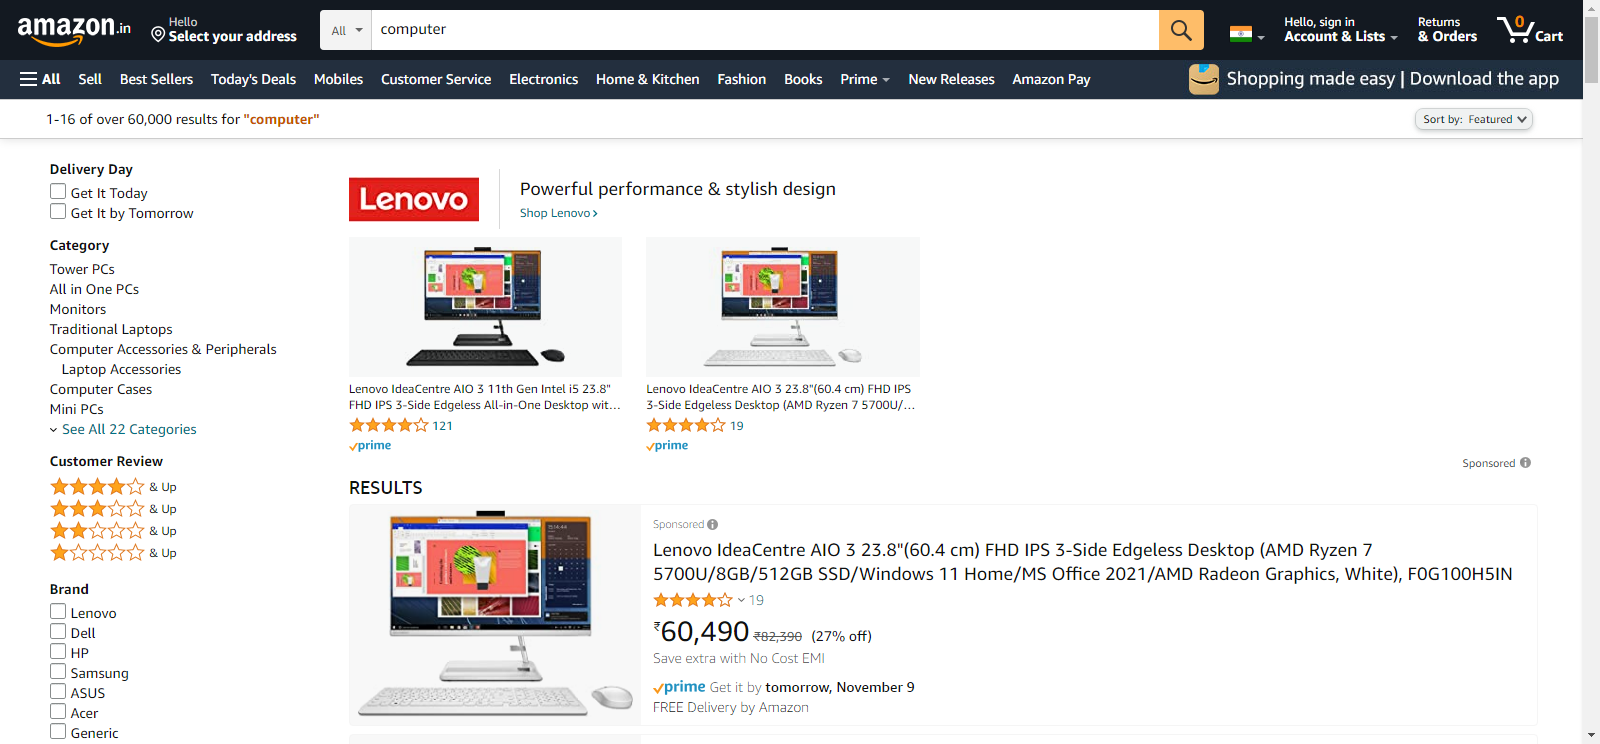 amazon.in
Hello
Select your address
All
computer
Hello, sign in
Account & Lists
Returns
& Orders
0
Cart
All
Sell
Best Sellers
Today's Deals
Mobiles
Customer Service
Electronics
Home & Kitchen
Fashion
Books
Prime
New Releases
Amazon Pay
Shopping made easy | Download the app
1-16 of over 60,000 results for "computer"
Sort by: Featured
Delivery Day
Get It Today
Get It by Tomorrow
Category
Tower PCs
All in One PCs
Monitors
Traditional Laptops
Computer Accessories & Peripherals
Laptop Accessories
Computer Cases
Mini PCs
See All 22 Categories
Customer Review
& Up
& Up
& Up
& Up
Brand
Lenovo
Dell
HP
Samsung
ASUS
Acer
Generic
Lenovo
Powerful performance & stylish design
Shop Lenovo ›
Lenovo IdeaCentre AIO 3 11th Gen Intel i5 23.8"
FHD IPS 3-Side Edgeless All-in-One Desktop wit…
121
prime
Lenovo IdeaCentre AIO 3 23.8"(60.4 cm) FHD IPS
3-Side Edgeless Desktop (AMD Ryzen 7 5700U/…
19
prime
Sponsored
RESULTS
Sponsored
Lenovo IdeaCentre AIO 3 23.8"(60.4 cm) FHD IPS 3-Side Edgeless Desktop (AMD Ryzen 7
5700U/8GB/512GB SSD/Windows 11 Home/MS Office 2021/AMD Radeon Graphics, White), F0G100H5IN
19
₹60,490 ₹82,390 (27% off)
Save extra with No Cost EMI
prime Get it by tomorrow, November 9
FREE Delivery by Amazon